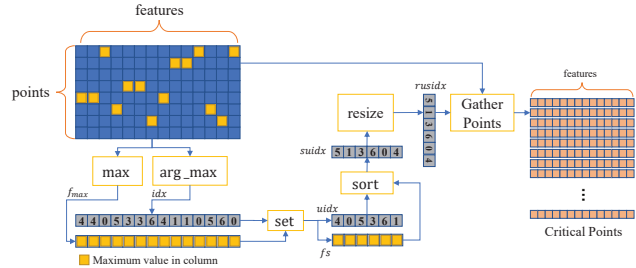 features
points
max
arg_max
f_max
idx
4 4 0 5 3 3 6 4 1 1 0 5 6 0
set
uidx
4 0 5 3 6 1
fs
sort
suidx
5 1 3 6 0 4
resize
rusidx
5 1 3 6 0 4
Gather
Points
features
...
Critical Points
Maximum value in column